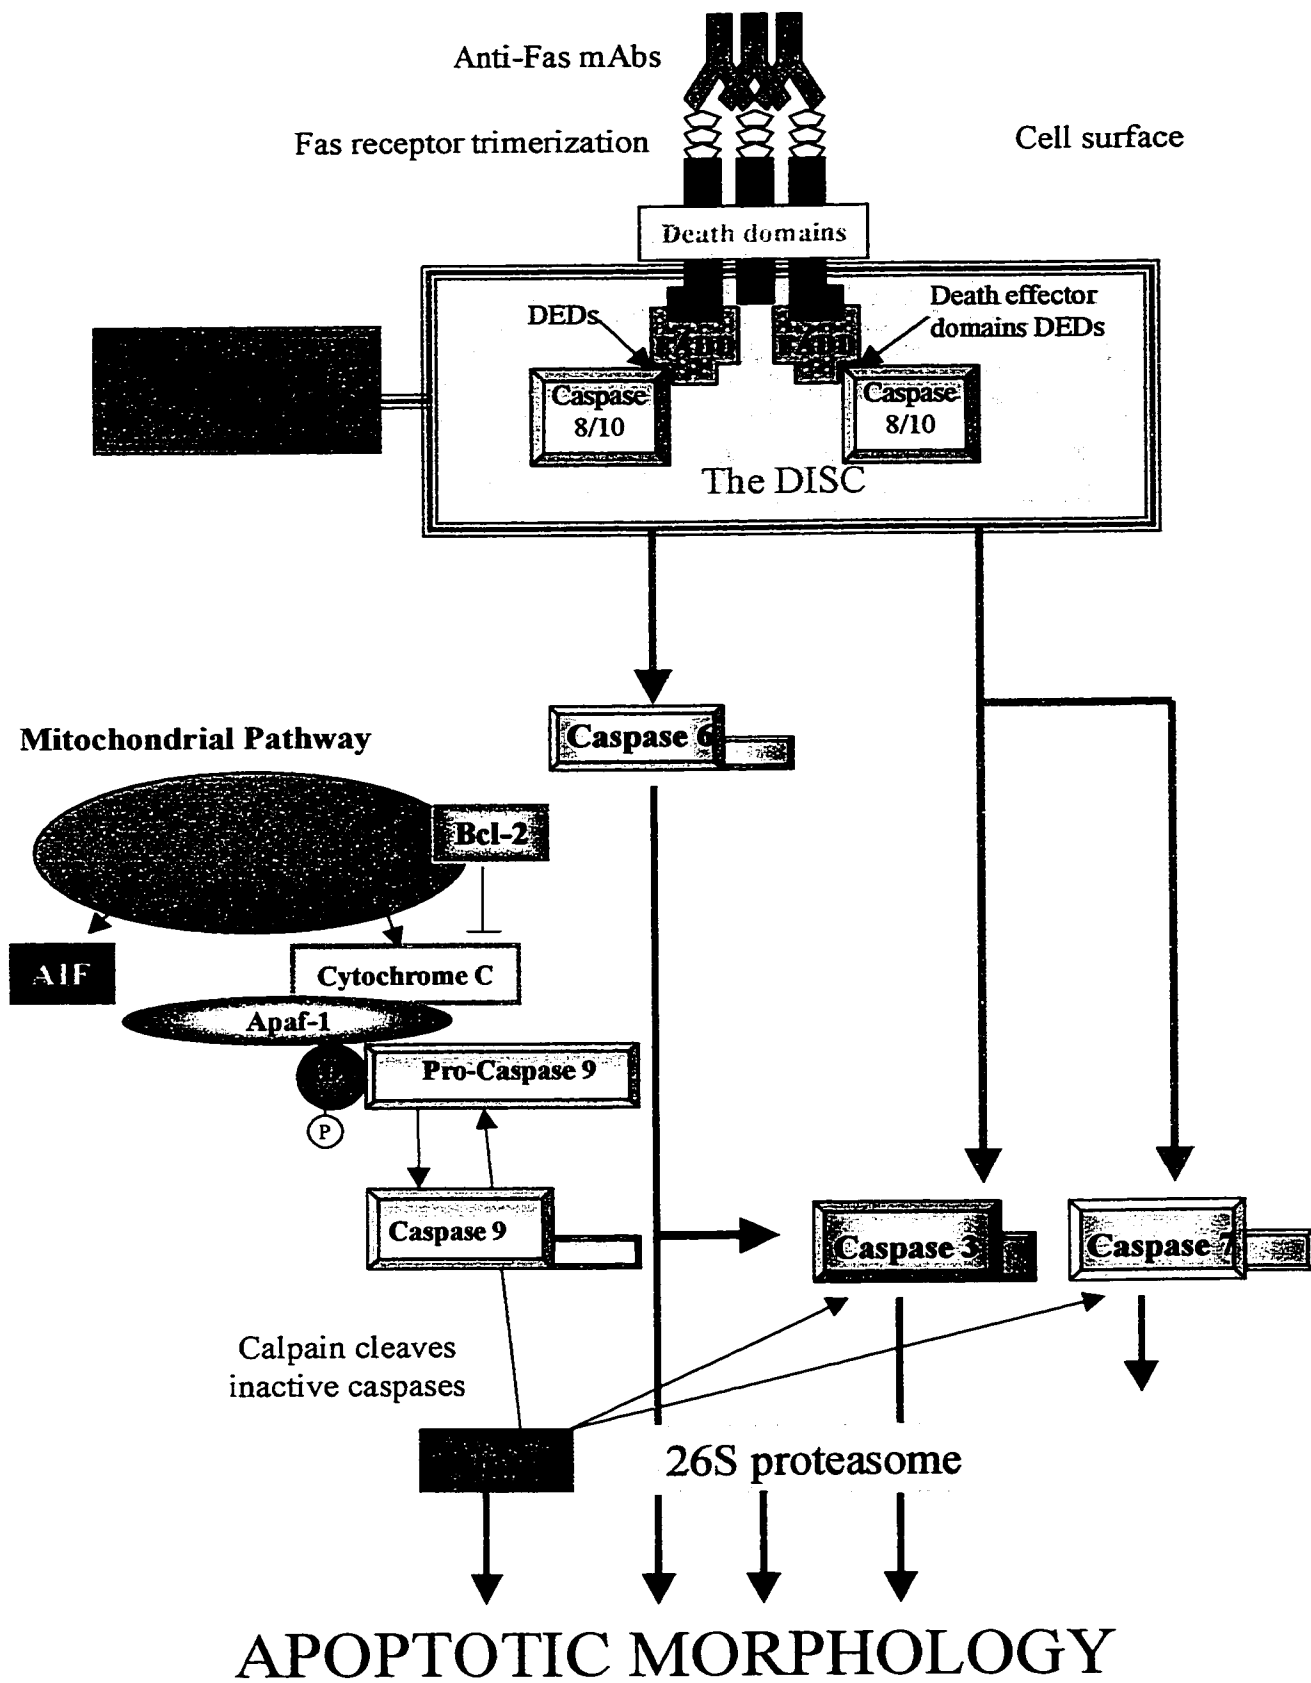 Anti-Fas mAbs
Fas receptor trimerization
Cell surface
Death domains
DEDs
Death effector
domains DEDs
FADD
FADD
Caspase
8/10
Caspase
8/10
The DISC
Caspase 6
Mitochondrial Pathway
Bcl-2
AIF
Cytochrome C
Apaf-1
Pro-Caspase 9
P
Caspase 9
Caspase 3
Caspase 7
Calpain cleaves
inactive caspases
26S proteasome
APOPTOTIC MORPHOLOGY